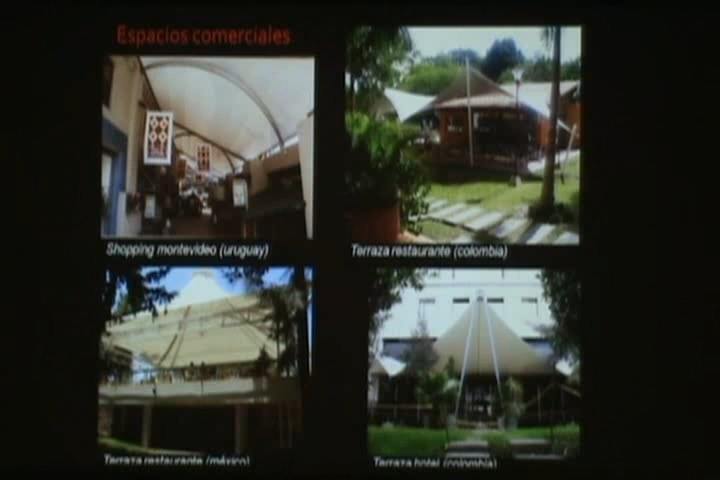 Espacios comerciales
Shopping montevideo (uruguay)
Terraza restaurante (colombia)
Terraza restaurante (méxico)
Terraza hotel (colombia)